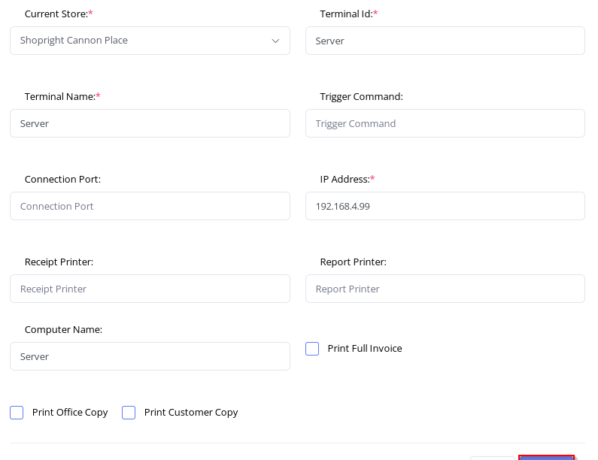 Current Store:* Terminal Id:*
Shopright Cannon Place Server
Terminal Name:* Trigger Command:
Server Trigger Command
Connection Port: IP Address:*
Connection Port 192.168.4.99
Receipt Printer: Report Printer:
Receipt Printer Report Printer
Computer Name:
Print Full Invoice
Server
Print Office Copy Print Customer Copy